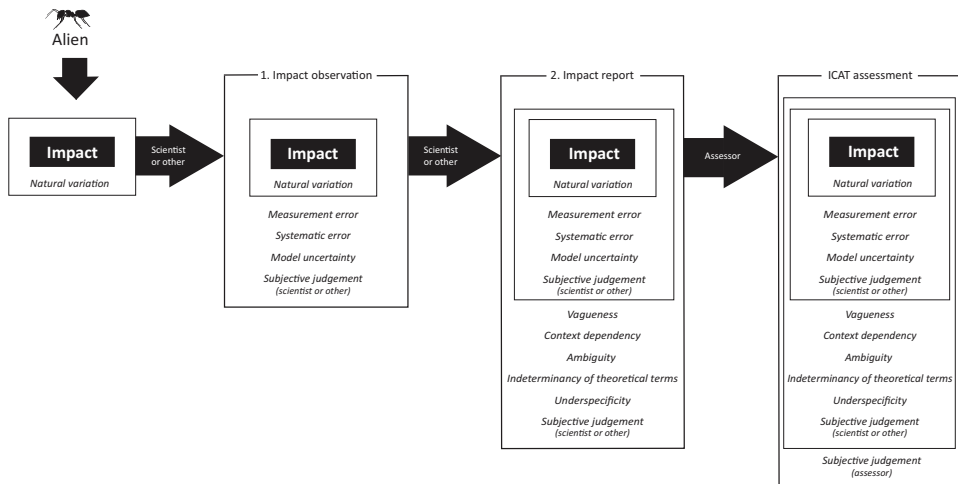 Alien
Impact
Natural variation
Scientist
or other
1. Impact observation
Impact
Natural variation
Measurement error
Systematic error
Model uncertainty
Subjective judgement
(scientist or other)
Scientist
or other
2. Impact report
Impact
Natural variation
Measurement error
Systematic error
Model uncertainty
Subjective judgement
(scientist or other)
Vagueness
Context dependency
Ambiguity
Indeterminancy of theoretical terms
Underspecificity
Subjective judgement
(scientist or other)
Assessor
ICAT assessment
Impact
Natural variation
Measurement error
Systematic error
Model uncertainty
Subjective judgement
(scientist or other)
Vagueness
Context dependency
Ambiguity
Indeterminancy of theoretical terms
Underspecificity
Subjective judgement
(scientist or other)
Subjective judgement
(assessor)